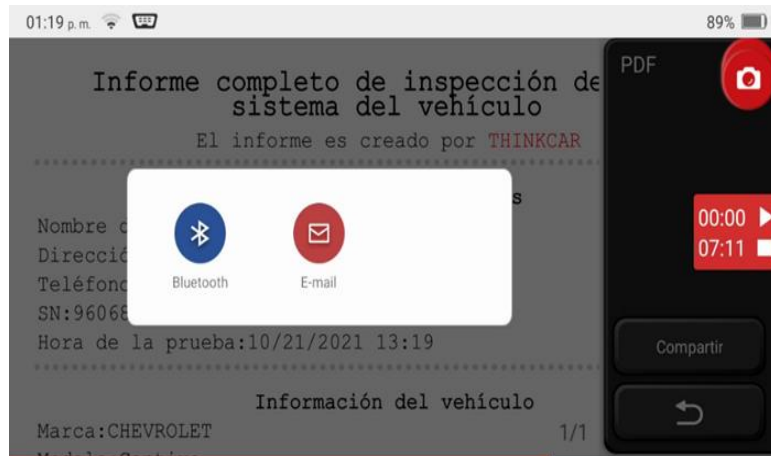 01:19 p. m.
89%
Informe completo de inspección de
sistema del vehículo
El informe es creado por THINKCAR
PDF
s
Nombre
Direcció
Teléfono
SN:96068
Bluetooth
E-mail
Hora de la prueba:10/21/2021 13:19
00:00
07:11
Compartir
Información del vehículo
Marca:CHEVROLET
1/1